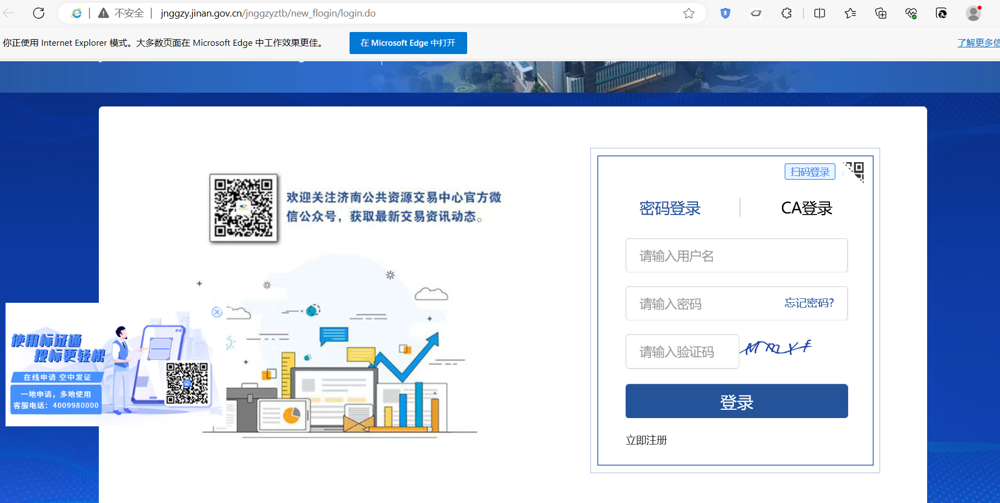 不安全
jnggzy.jinan.gov.cn/jnggzyztb/new_flogin/login.do
你正使用 Internet Explorer 模式。大多数页面在 Microsoft Edge 中工作效果更佳。
在 Microsoft Edge 中打开
了解更多信
欢迎关注济南公共资源交易中心官方微
信公众号，获取最新交易资讯动态。
扫码登录
密码登录
CA登录
请输入用户名
请输入密码
忘记密码?
请输入验证码
登录
立即注册
使用标证通
投标更轻松
在线申请 空中发证
一地申请，多地使用
客服电话：4009980000